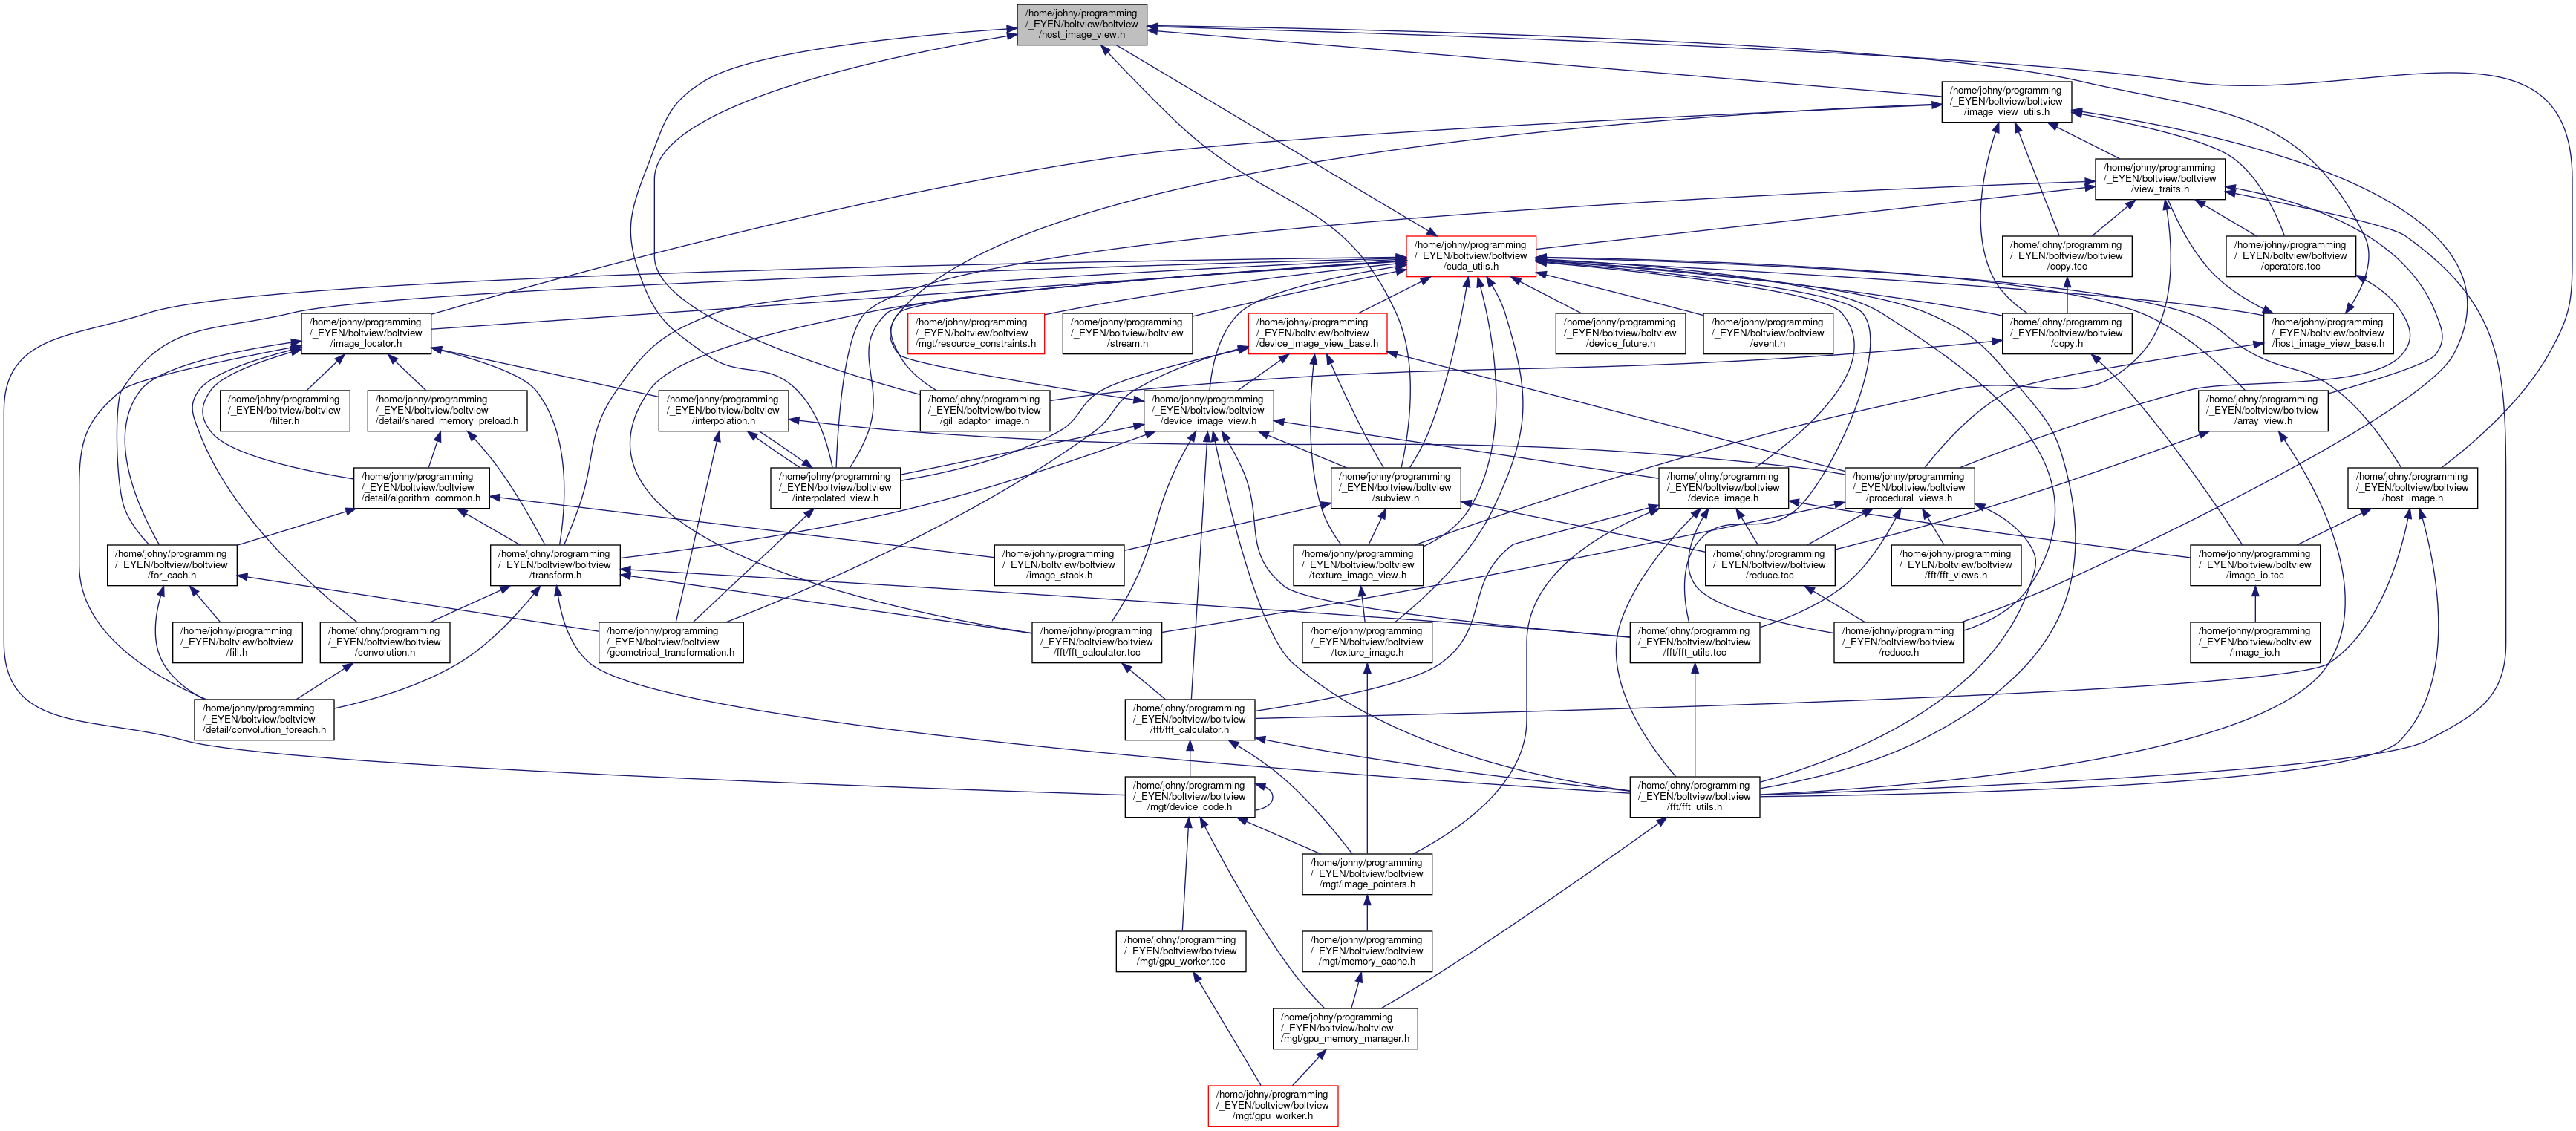 /home/johny/programming
/_EYEN/boltview/boltview
/host_image_view.h
/home/johny/programming
/_EYEN/boltview/boltview
/image_view_utils.h
/home/johny/programming
/_EYEN/boltview/boltview
/view_traits.h
/home/johny/programming
/_EYEN/boltview/boltview
/cuda_utils.h
/home/johny/programming
/_EYEN/boltview/boltview
/copy.tcc
/home/johny/programming
/_EYEN/boltview/boltview
/operators.tcc
/home/johny/programming
/_EYEN/boltview/boltview
/image_locator.h
/home/johny/programming
/_EYEN/boltview/boltview
/mgt/resource_constraints.h
/home/johny/programming
/_EYEN/boltview/boltview
/stream.h
/home/johny/programming
/_EYEN/boltview/boltview
/device_image_view_base.h
/home/johny/programming
/_EYEN/boltview/boltview
/device_future.h
/home/johny/programming
/_EYEN/boltview/boltview
/event.h
/home/johny/programming
/_EYEN/boltview/boltview
/copy.h
/home/johny/programming
/_EYEN/boltview/boltview
/host_image_view_base.h
/home/johny/programming
/_EYEN/boltview/boltview
/filter.h
/home/johny/programming
/_EYEN/boltview/boltview
/detail/shared_memory_preload.h
/home/johny/programming
/_EYEN/boltview/boltview
/interpolation.h
/home/johny/programming
/_EYEN/boltview/boltview
/gil_adaptor_image.h
/home/johny/programming
/_EYEN/boltview/boltview
/device_image_view.h
/home/johny/programming
/_EYEN/boltview/boltview
/array_view.h
/home/johny/programming
/_EYEN/boltview/boltview
/detail/algorithm_common.h
/home/johny/programming
/_EYEN/boltview/boltview
/interpolated_view.h
/home/johny/programming
/_EYEN/boltview/boltview
/subview.h
/home/johny/programming
/_EYEN/boltview/boltview
/device_image.h
/home/johny/programming
/_EYEN/boltview/boltview
/procedural_views.h
/home/johny/programming
/_EYEN/boltview/boltview
/host_image.h
/home/johny/programming
/_EYEN/boltview/boltview
/for_each.h
/home/johny/programming
/_EYEN/boltview/boltview
/transform.h
/home/johny/programming
/_EYEN/boltview/boltview
/image_stack.h
/home/johny/programming
/_EYEN/boltview/boltview
/texture_image_view.h
/home/johny/programming
/_EYEN/boltview/boltview
/reduce.tcc
/home/johny/programming
/_EYEN/boltview/boltview
/fft/fft_views.h
/home/johny/programming
/_EYEN/boltview/boltview
/image_io.tcc
/home/johny/programming
/_EYEN/boltview/boltview
/fill.h
/home/johny/programming
/_EYEN/boltview/boltview
/convolution.h
/home/johny/programming
/_EYEN/boltview/boltview
/geometrical_transformation.h
/home/johny/programming
/_EYEN/boltview/boltview
/fft/fft_calculator.tcc
/home/johny/programming
/_EYEN/boltview/boltview
/texture_image.h
/home/johny/programming
/_EYEN/boltview/boltview
/fft/fft_utils.tcc
/home/johny/programming
/_EYEN/boltview/boltview
/reduce.h
/home/johny/programming
/_EYEN/boltview/boltview
/image_io.h
/home/johny/programming
/_EYEN/boltview/boltview
/detail/convolution_foreach.h
/home/johny/programming
/_EYEN/boltview/boltview
/fft/fft_calculator.h
/home/johny/programming
/_EYEN/boltview/boltview
/mgt/device_code.h
/home/johny/programming
/_EYEN/boltview/boltview
/fft/fft_utils.h
/home/johny/programming
/_EYEN/boltview/boltview
/mgt/image_pointers.h
/home/johny/programming
/_EYEN/boltview/boltview
/mgt/gpu_worker.tcc
/home/johny/programming
/_EYEN/boltview/boltview
/mgt/memory_cache.h
/home/johny/programming
/_EYEN/boltview/boltview
/mgt/gpu_memory_manager.h
/home/johny/programming
/_EYEN/boltview/boltview
/mgt/gpu_worker.h